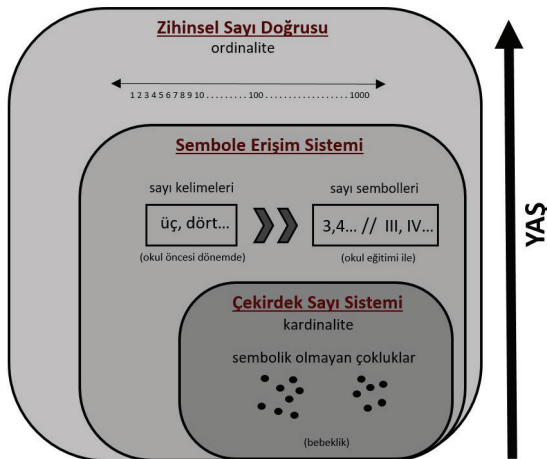 Zihinsel Sayı Doğrusu
ordinalite
1 2 3 4 5 6 7 8 9 10 . . . . . . . . . 100 . . . . . . . . . . . . . . . . . . 1000
Sembole Erişim Sistemi
sayı kelimeleri
sayı sembolleri
üç, dört...
3,4... // III, IV...
(okul öncesi dönemde)
(okul eğitimi ile)
Çekirdek Sayı Sistemi
kardinalite
sembolik olmayan çokluklar
(bebeklik)
YAŞ